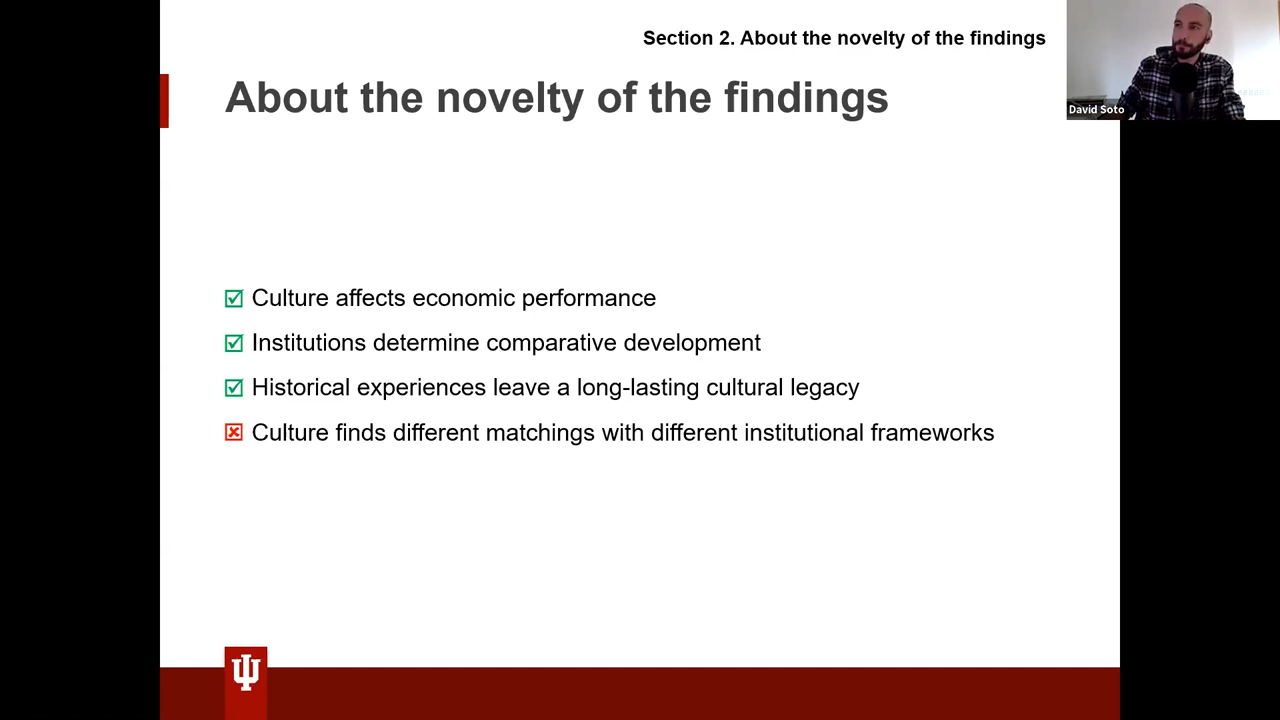 Section 2. About the novelty of the findings
David Soto
About the novelty of the findings
Culture affects economic performance
Institutions determine comparative development
Historical experiences leave a long-lasting cultural legacy
Culture finds different matchings with different institutional frameworks